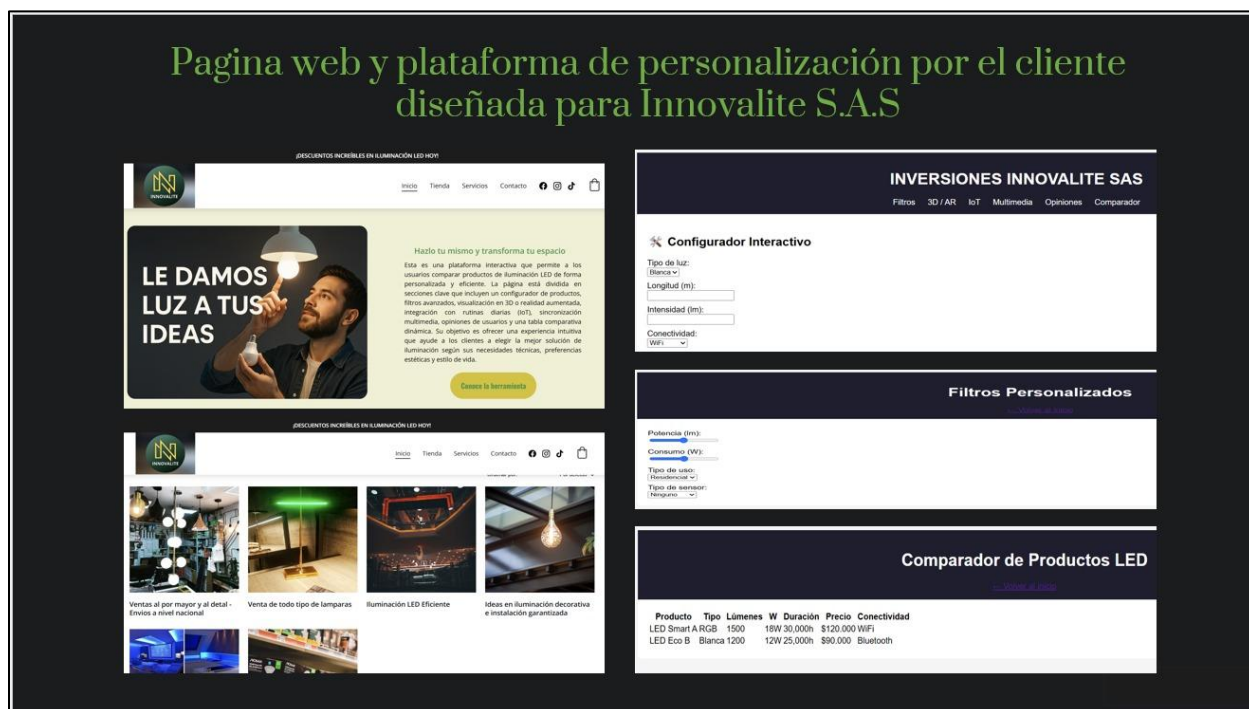 Pagina web y plataforma de personalización por el cliente
diseñada para Innovalite S.A.S
¡DESCUENTOS INCREÍBLES EN ILUMINACIÓN LED HOY!
INNOVALITE
Inicio Tienda Servicios Contacto
LE DAMOS
LUZ A TUS
IDEAS
Hazlo tu mismo y transforma tu espacio
Esta es una plataforma interactiva que permite a los
usuarios comparar productos de iluminación LED de forma
personalizada y eficiente. La página está dividida en
secciones clave que incluyen un configurador de productos,
filtros avanzados, visualización en 3D o realidad aumentada,
integración con rutinas diarias (IoT), sincronización
multimedia, opiniones de usuarios y una tabla comparativa
dinámica. Su objetivo es ofrecer una experiencia intuitiva
que ayude a los clientes a elegir la mejor solución de
iluminación según sus necesidades técnicas, preferencias
estéticas y estilo de vida.
Conoce la herramienta
¡DESCUENTOS INCREÍBLES EN ILUMINACIÓN LED HOY!
INNOVALITE
Inicio Tienda Servicios Contacto
Ventas al por mayor y al detal -
Envios a nivel nacional
Venta de todo tipo de lamparas
Iluminación LED Eficiente
Ideas en iluminación decorativa
e instalación garantizada
INVERSIONES INNOVALITE SAS
Filtros 3D / AR IoT Multimedia Opiniones Comparador
Configurador Interactivo
Tipo de luz:
Blanca
Longitud (m):
Intensidad (lm):
Conectividad:
WiFi
Filtros Personalizados
← Volver al inicio
Potencia (lm):
Consumo (W):
Tipo de uso:
Residencial
Tipo de sensor:
Ninguno
Comparador de Productos LED
← Volver al inicio
Producto Tipo Lúmenes W Duración Precio Conectividad
LED Smart A RGB 1500 18W 30,000h $120.000 WiFi
LED Eco B Blanca 1200 12W 25,000h $90.000 Bluetooth